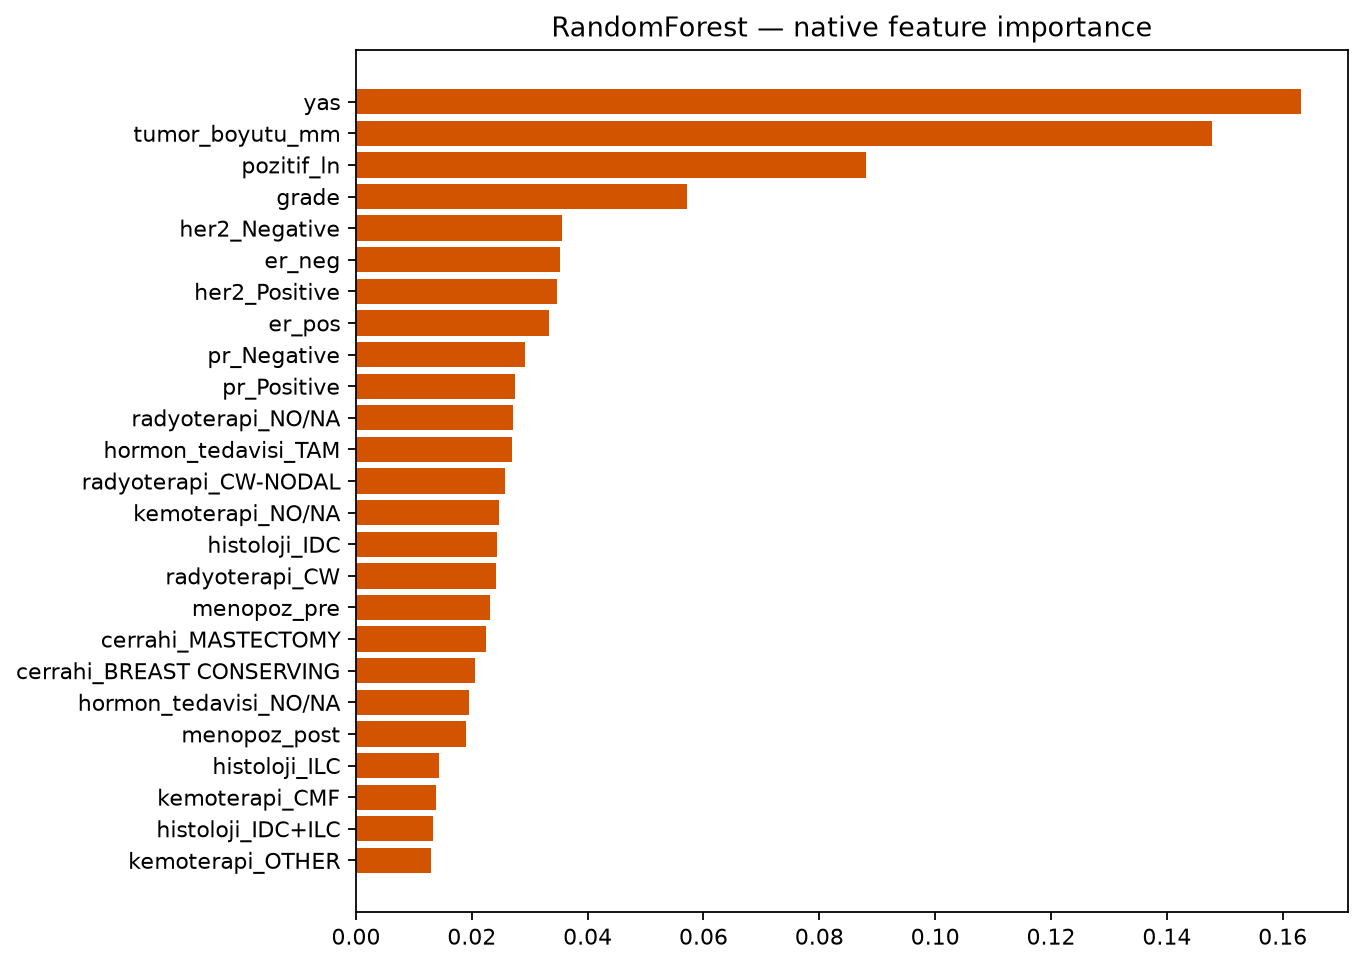 RandomForest — native feature importance
yas
tumor_boyutu_mm
pozitif_ln
grade
her2_Negative
er_neg
her2_Positive
er_pos
pr_Negative
pr_Positive
radyoterapi_NO/NA
hormon_tedavisi_TAM
radyoterapi_CW-NODAL
kemoterapi_NO/NA
histoloji_IDC
radyoterapi_CW
menopoz_pre
cerrahi_MASTECTOMY
cerrahi_BREAST CONSERVING
hormon_tedavisi_NO/NA
menopoz_post
histoloji_ILC
kemoterapi_CMF
histoloji_IDC+ILC
kemoterapi_OTHER
0.00 0.02 0.04 0.06 0.08 0.10 0.12 0.14 0.16